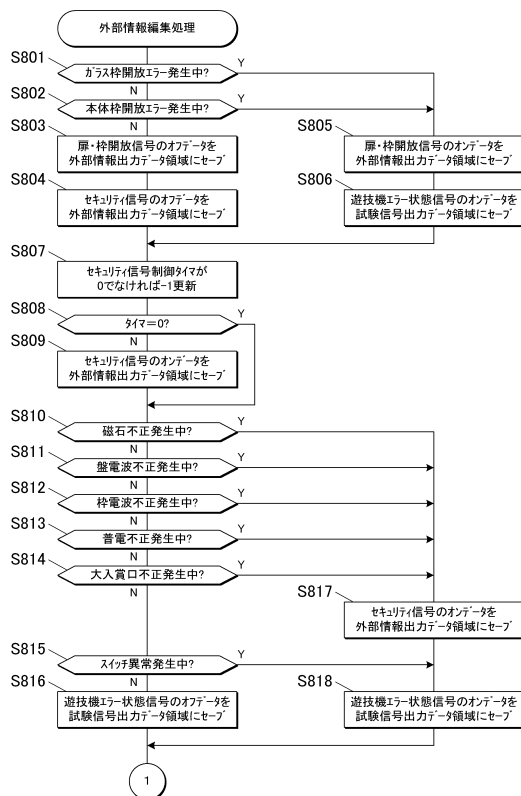 外部情報編集処理
S801
ガラス枠開放エラー発生中?
Y
N
S802
本体枠開放エラー発生中?
Y
N
S803
扉・枠開放信号のオフデータを
外部情報出力データ領域にセーブ
S805
扉・枠開放信号のオンデータを
外部情報出力データ領域にセーブ
S804
セキュリティ信号のオフデータを
外部情報出力データ領域にセーブ
S806
遊技機エラー状態信号のオンデータを
試験信号出力データ領域にセーブ
S807
セキュリティ信号制御タイマが
0でなければ-1更新
S808
タイマ=0?
Y
N
S809
セキュリティ信号のオンデータを
外部情報出力データ領域にセーブ
S810
磁石不正発生中?
Y
N
S811
盤電波不正発生中?
Y
N
S812
枠電波不正発生中?
Y
N
S813
普電不正発生中?
Y
N
S814
大入賞口不正発生中?
Y
N
S817
セキュリティ信号のオンデータを
外部情報出力データ領域にセーブ
S815
スイッチ異常発生中?
Y
N
S816
遊技機エラー状態信号のオフデータを
試験信号出力データ領域にセーブ
S818
遊技機エラー状態信号のオンデータを
試験信号出力データ領域にセーブ
1